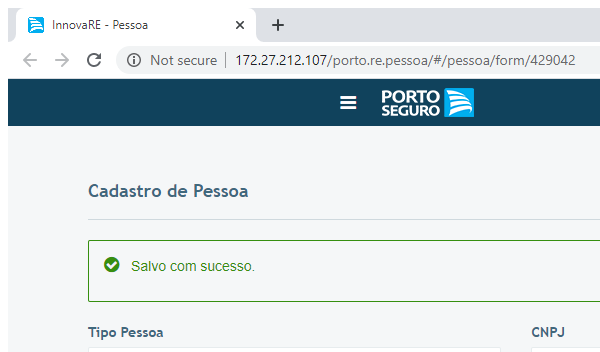 InnovaRE - Pessoa
Not secure | 172.27.212.107/porto.re.pessoa/#/pessoa/form/429042
PORTO
SEGURO
Cadastro de Pessoa
Salvo com sucesso.
Tipo Pessoa CNPJ